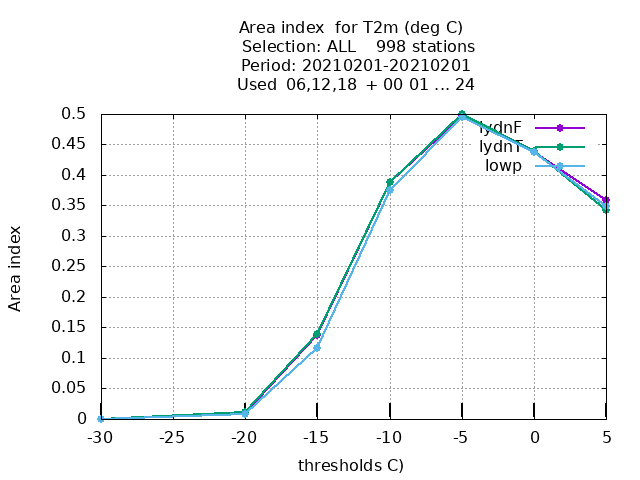 Area index  for T2m (deg C)
Selection: ALL    998 stations
Period: 20210201-20210201
Used  06,12,18  + 00 01 ... 24
lydnF
lydnT
lowp
0.5
0.45
0.4
0.35
0.3
0.25
0.2
0.15
0.1
0.05
0
Area index
-30 -25 -20 -15 -10 -5 0 5
thresholds C)